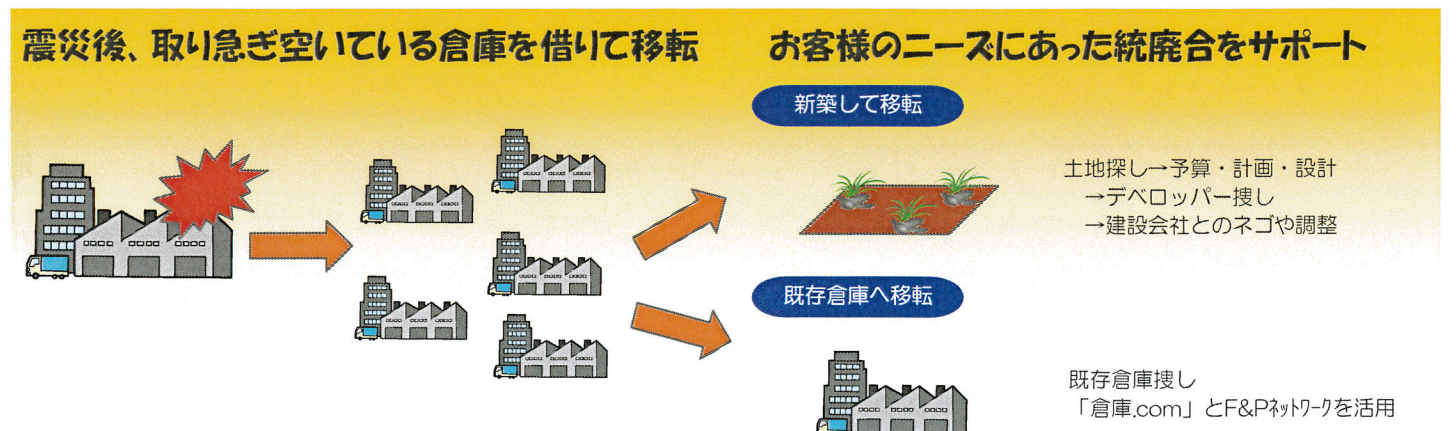 震災後、取り急ぎ空いている倉庫を借りて移転
お客様のニーズにあった統廃合をサポート
新築して移転
土地探し→予算・計画・設計
→デベロッパー捜し
→建設会社とのネゴや調整
既存倉庫へ移転
既存倉庫捜し
「倉庫.com」とF&Pネットワークを活用